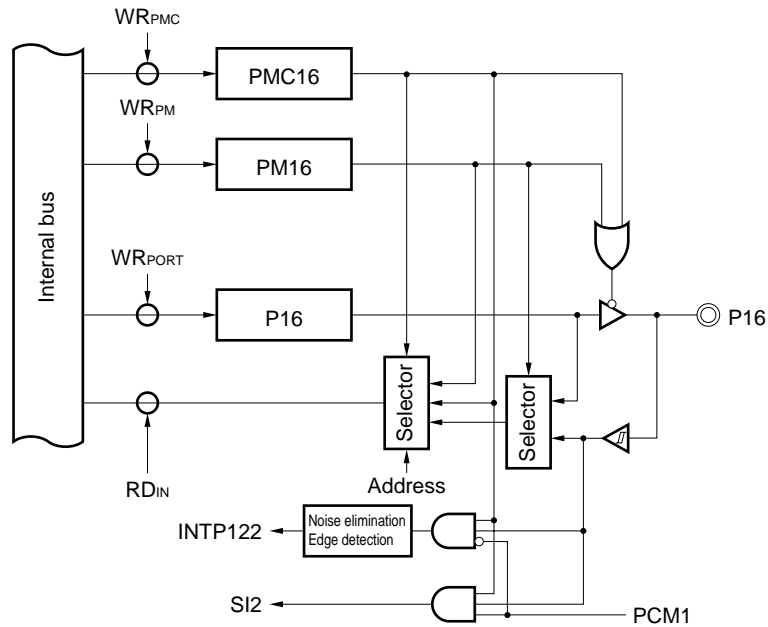 WRPMC
PMC16
WRPM
PM16
Internal bus
WRPORT
P16
P16
Selector
Selector
RDIN
Address
INTP122
Noise elimination
Edge detection
SI2
PCM1